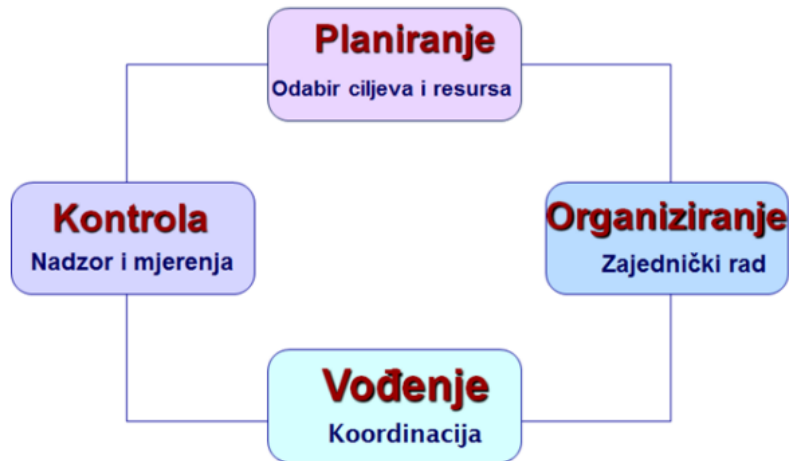 Planiranje
Odabir ciljeva i resursa
Kontrola
Nadzor i mjerenja
Organiziranje
Zajednički rad
Vođenje
Koordinacija